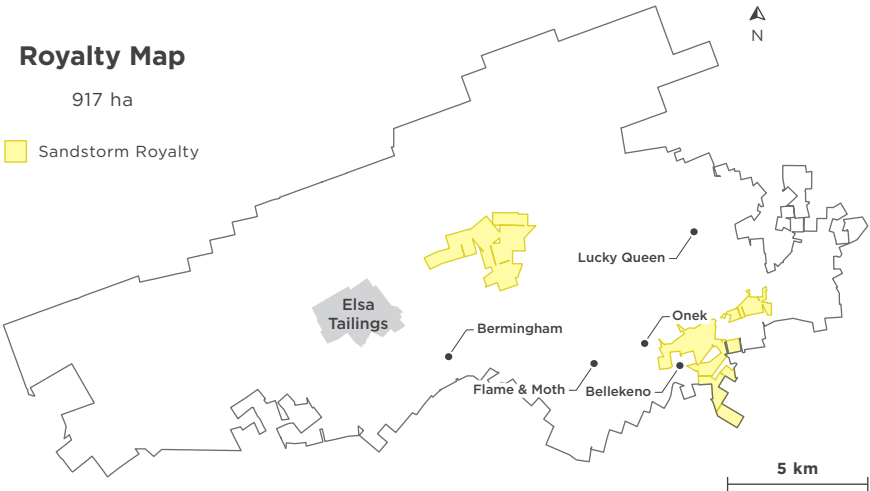 Royalty Map
917 ha
Sandstorm Royalty
N
Lucky Queen
Elsa
Tailings
Onek
Bermingham
Flame & Moth
Bellekeno
5 km